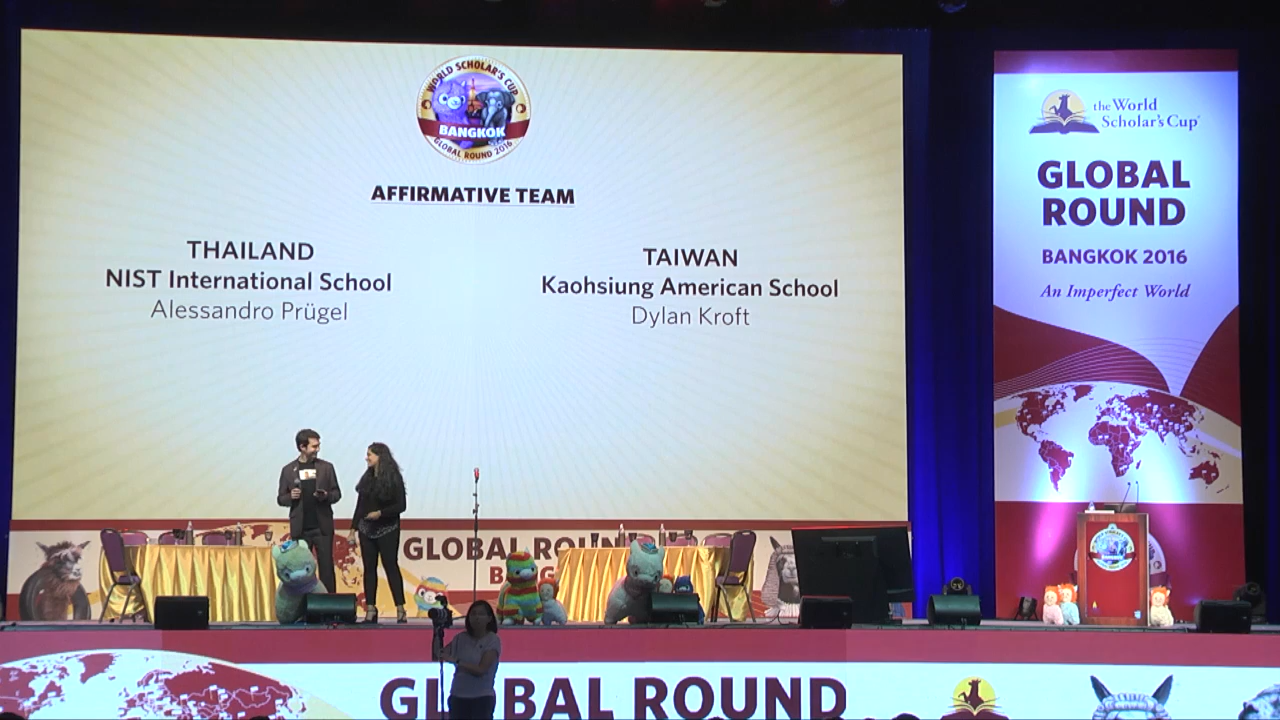 WORLD SCHOLAR'S CUP
BANGKOK
GLOBAL ROUND 2016
AFFIRMATIVE TEAM
THAILAND
NIST International School
Alessandro Prügel
TAIWAN
Kaohsiung American School
Dylan Kroft
the World
Scholar's Cup
GLOBAL
ROUND
BANGKOK 2016
An Imperfect World
GLOBAL ROUN
GLOBAL ROUND